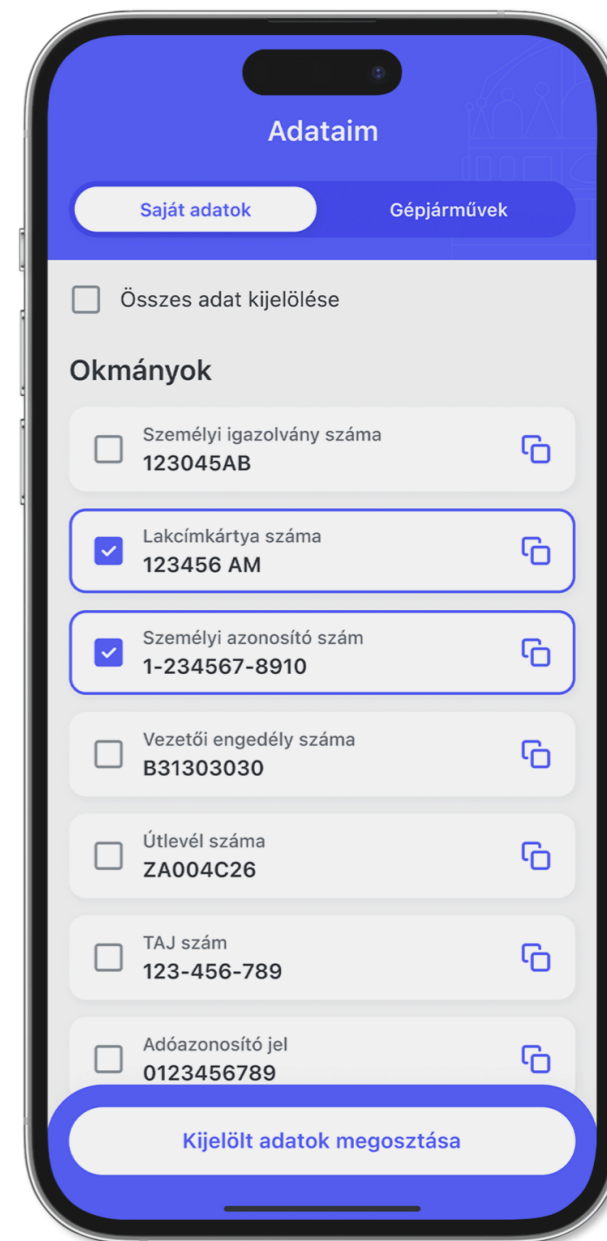 Adataim
Saját adatok
Gépjárművek
Összes adat kijelölése
Okmányok
Személyi igazolvány száma
123045AB
Lakcímkártya száma
123456 AM
Személyi azonosító szám
1-234567-8910
Vezetői engedély száma
B31303030
Útlevél száma
ZA004C26
TAJ szám
123-456-789
Adóazonosító jel
0123456789
Kijelölt adatok megosztása